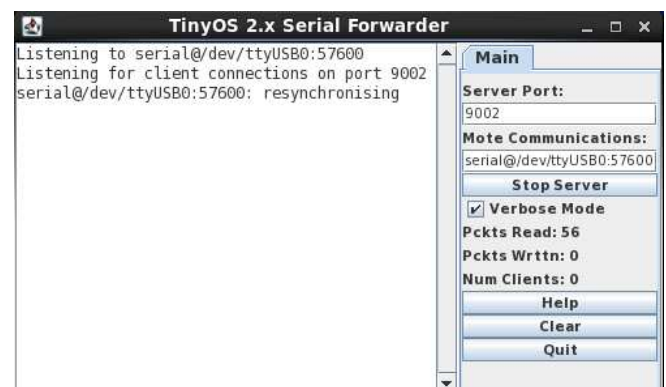 TinyOS 2.x Serial Forwarder
Listening to serial@/dev/ttyUSB0:57600
Listening for client connections on port 9002
serial@/dev/ttyUSB0:57600: resynchronising
Main
Server Port:
9002
Mote Communications:
serial@/dev/ttyUSB0:57600
Stop Server
Verbose Mode
Pckts Read: 56
Pckts Wrttn: 0
Num Clients: 0
Help
Clear
Quit